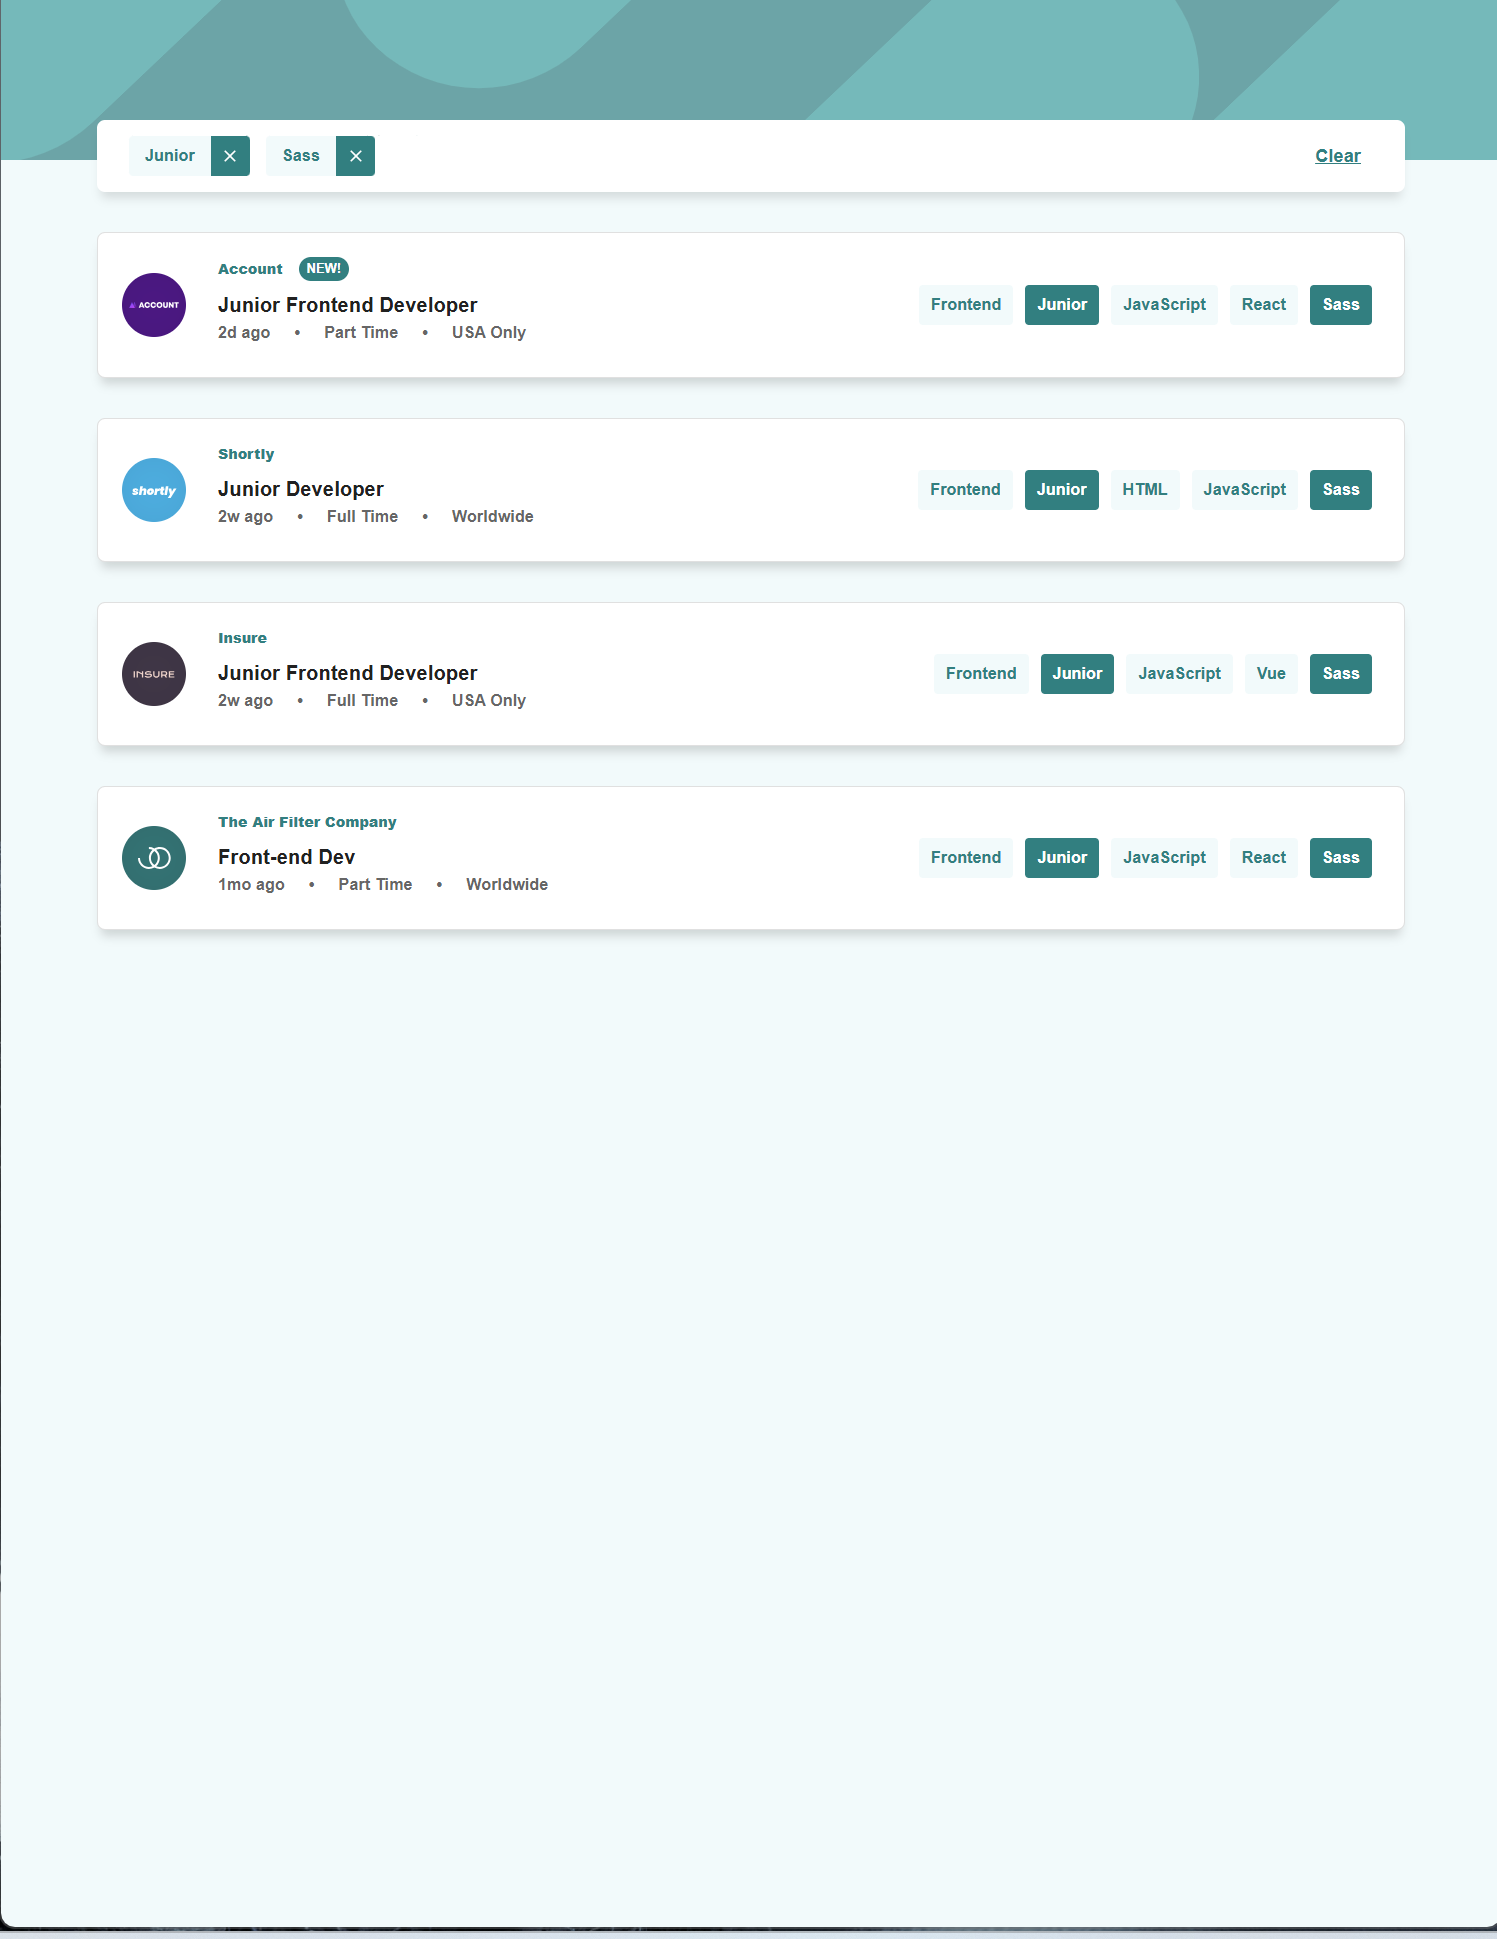 Junior Sass Clear
ACCOUNT
Account NEW!
Junior Frontend Developer
2d ago • Part Time • USA Only
Frontend Junior JavaScript React Sass
shortly
Shortly
Junior Developer
2w ago • Full Time • Worldwide
Frontend Junior HTML JavaScript Sass
INSURE
Insure
Junior Frontend Developer
2w ago • Full Time • USA Only
Frontend Junior JavaScript Vue Sass
The Air Filter Company
Front-end Dev
1mo ago • Part Time • Worldwide
Frontend Junior JavaScript React Sass